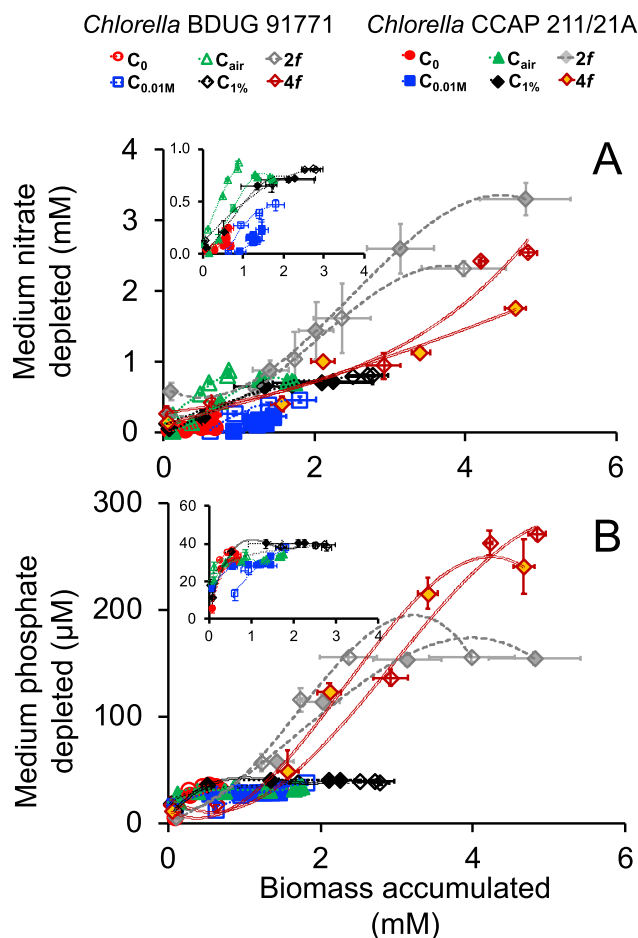 Chlorella BDUG 91771 Chlorella CCAP 211/21A
C0 Cair 2f C0 Cair 2f
C0.01M C1% 4f C0.01M C1% 4f
A
4
3
2
1
0
Medium nitrate
depleted (mM)
1.0
0.5
0.0
0 1 2 3 4
0 2 4 6
B
300
200
100
0
Medium phosphate
depleted (µM)
60
40
20
0
0 1 2 3 4
0 2 4 6
Biomass accumulated
(mM)